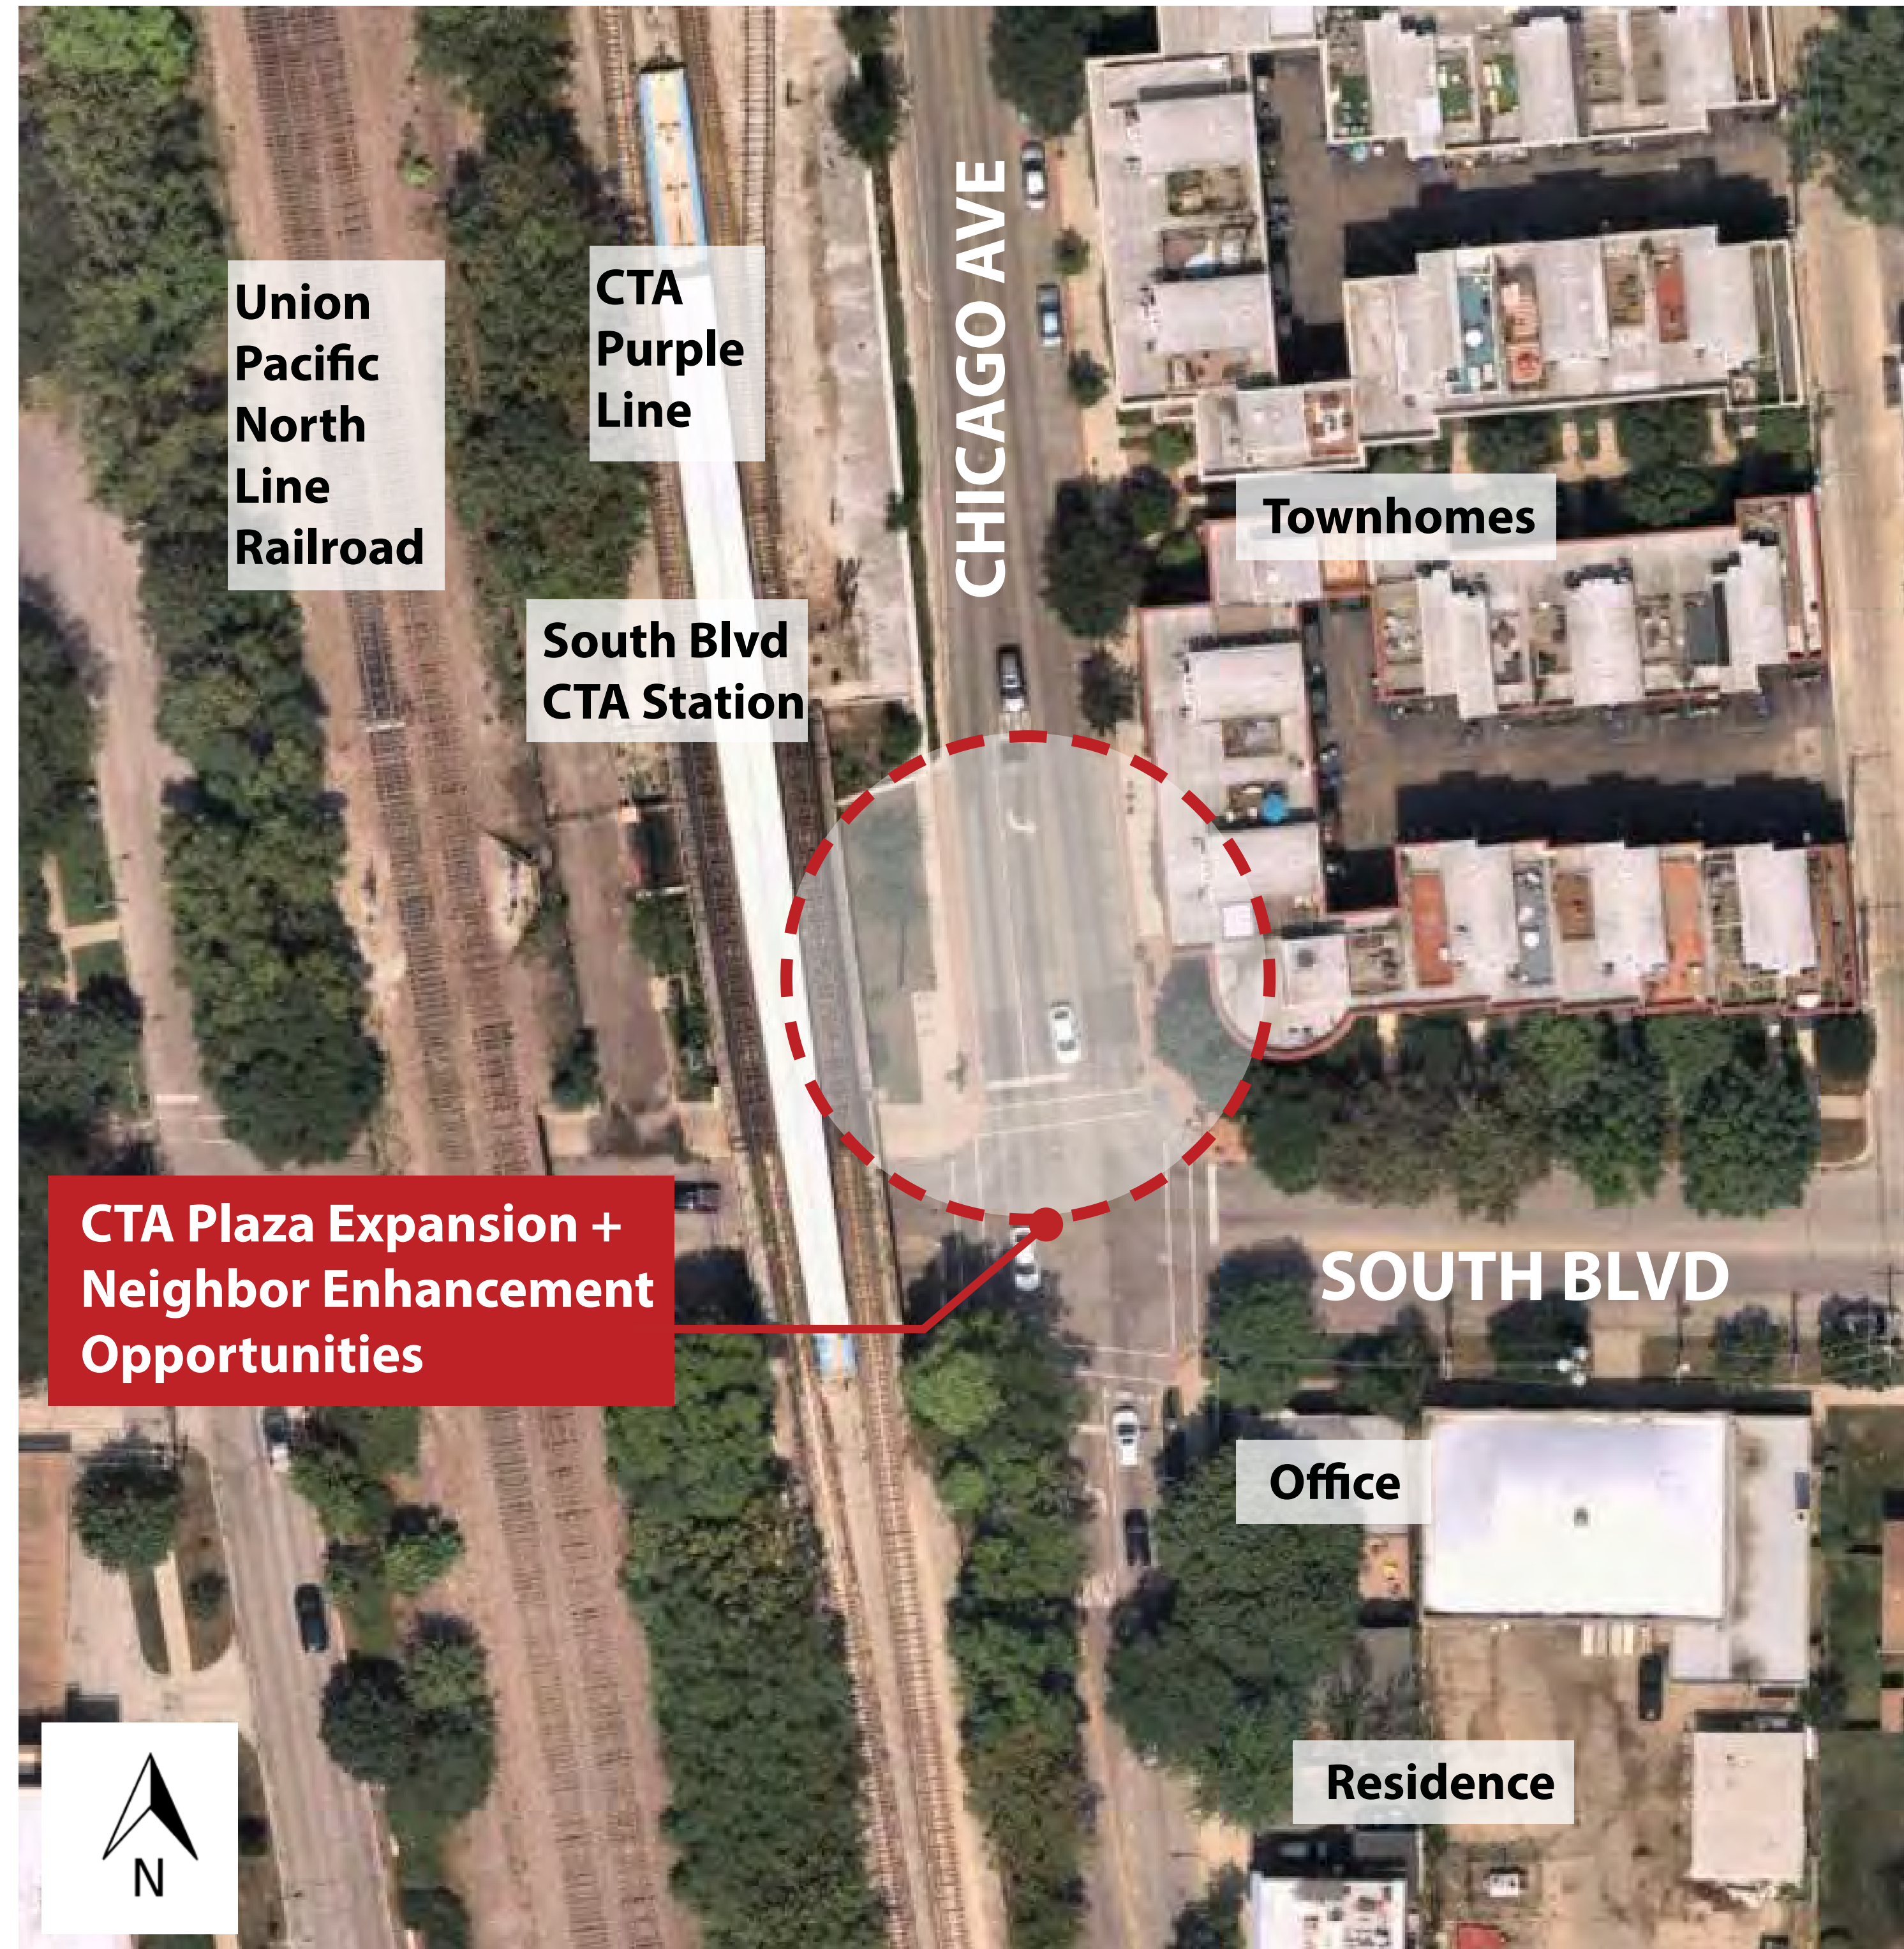 CHICAGO AVE
Union
Pacific
North
Line
Railroad
CTA
Purple
Line
Townhomes
South Blvd
CTA Station
CTA Plaza Expansion +
Neighbor Enhancement
Opportunities
SOUTH BLVD
Office
Residence
N